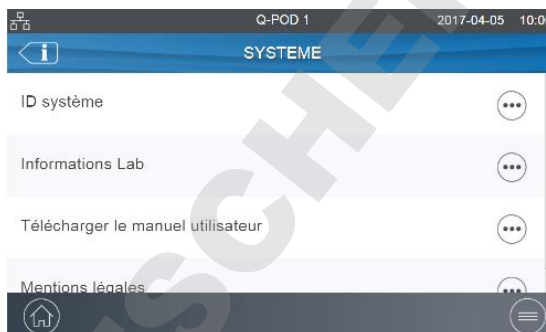 Q-POD 1 2017-04-05 10:0
i SYSTEME
ID système
Informations Lab
Télécharger le manuel utilisateur
Mentions légales